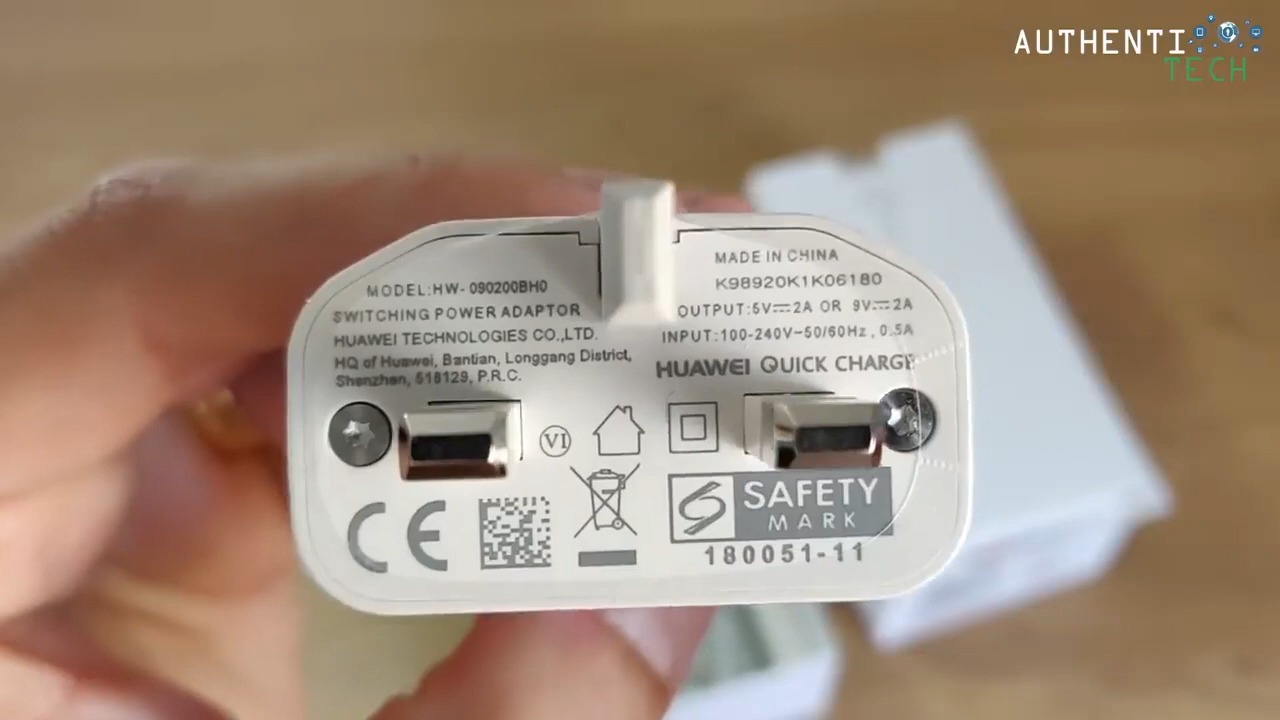 AUTHENTI
TECH
MODEL:HW-090200BH0
SWITCHING POWER ADAPTOR
HUAWEI TECHNOLOGIES CO.,LTD.
HQ of Huawei, Bantian, Longgang District,
Shenzhen, 518129, P.R.C.
MADE IN CHINA
K98920K1K06180
OUTPUT:5V⎓2A OR 9V⎓2A
INPUT:100-240V~50/60Hz, 0.5A
HUAWEI QUICK CHARGE
VI
CE
SAFETY
MARK
180051-11